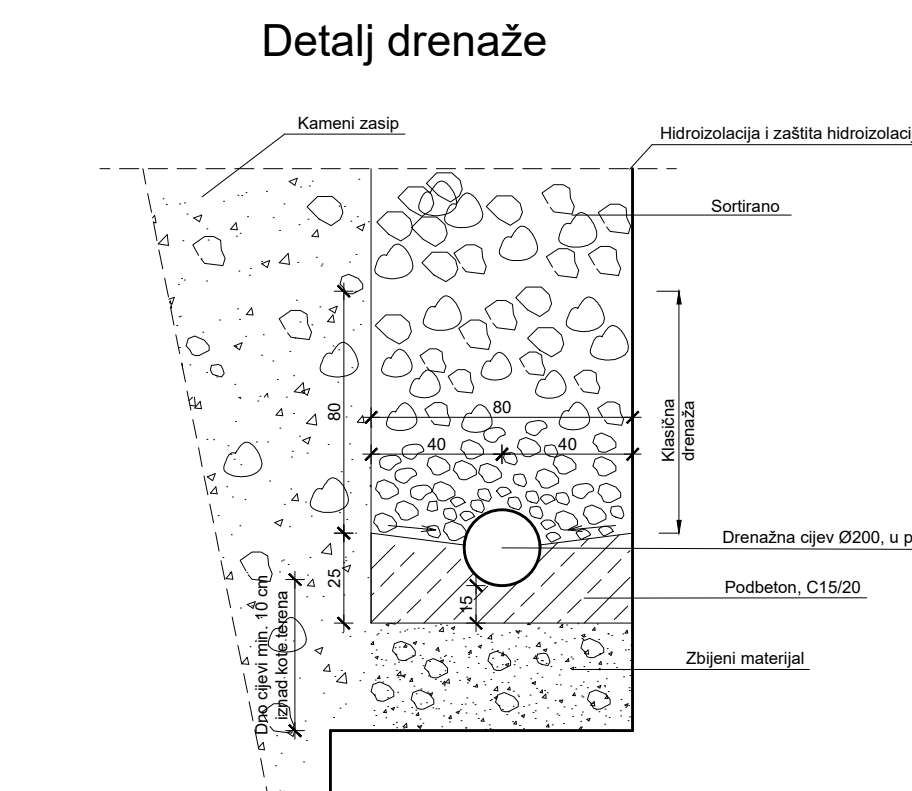 Detalj drenaže
Kameni zasip
Hidroizolacija i zaštita hidroizolaci
Sortirano
80
80
40
40
Klasična
drenaža
Drenažna cijev Ø200, u p
25
15
Podbeton, C15/20
Dno cijevi min. 10 cm
iznad kote terena
Zbijeni materijal